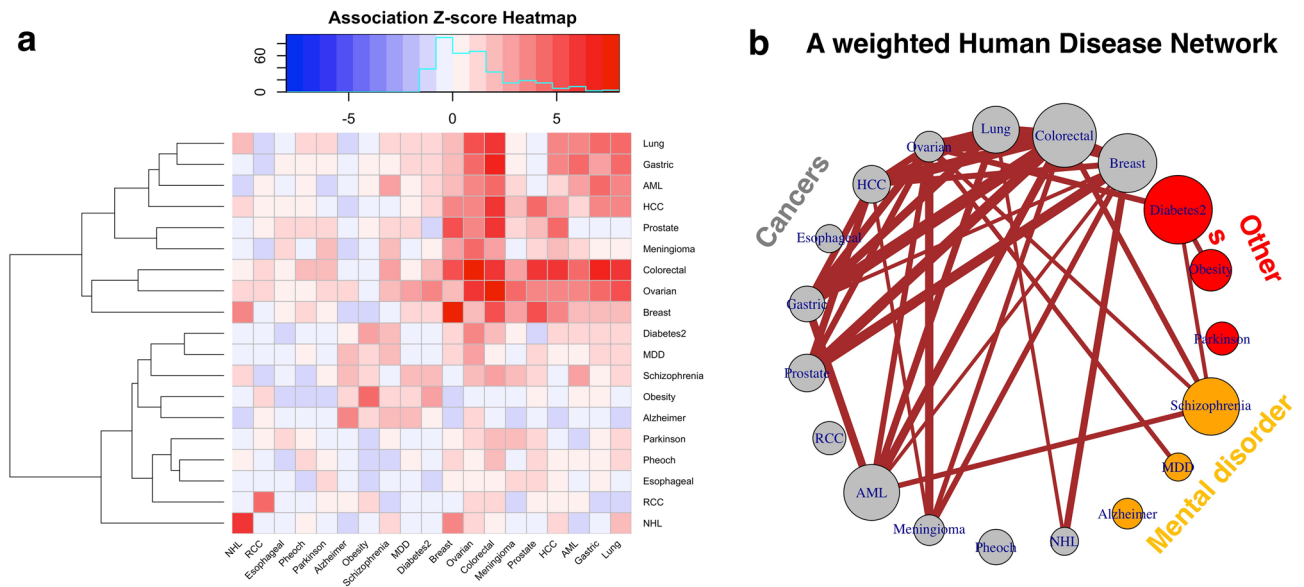 a
Association Z-score Heatmap
60
0
-5
0
5
Lung
Gastric
AML
HCC
Prostate
Meningioma
Colorectal
Ovarian
Breast
Diabetes2
MDD
Schizophrenia
Obesity
Alzheimer
Parkinson
Pheoch
Esophageal
RCC
NHL
NHL
RCC
Esophageal
Pheoch
Parkinson
Alzheimer
Obesity
Schizophrenia
MDD
Diabetes2
Breast
Ovarian
Colorectal
Meningioma
Prostate
HCC
AML
Gastric
Lung
b
A weighted Human Disease Network
Cancers
Other
s
Mental disorder
Lung
Colorectal
Ovarian
Breast
HCC
Diabetes2
Esophageal
Obesity
Gastric
Parkinson
Prostate
Schizophrenia
RCC
MDD
AML
Alzheimer
Meningioma
NHL
Pheoch